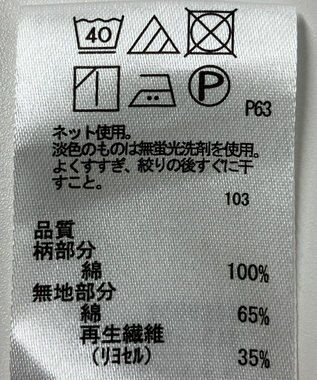 40
P
P63
ネット使用。
淡色のものは無蛍光洗剤を使用。
よくすすぎ、絞りの後すぐに干
すこと。
103
品質
柄部分
綿 100%
無地部分
綿 65%
再生繊維
(リヨセル) 35%